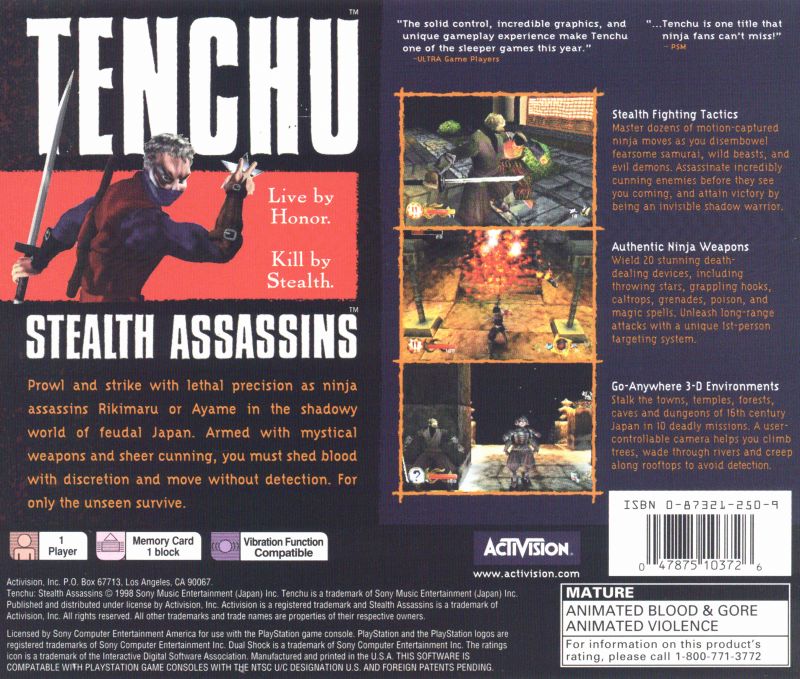 TENCHU™
Live by
Honor.
Kill by
Stealth.
STEALTH ASSASSINS™
Prowl and strike with lethal precision as ninja
assassins Rikimaru or Ayame in the shadowy
world of feudal Japan. Armed with mystical
weapons and sheer cunning, you must shed blood
with discretion and move without detection. For
only the unseen survive.
"The solid control, incredible graphics, and
unique gameplay experience make Tenchu
one of the sleeper games this year."
-ULTRA Game Players
"...Tenchu is one title that
ninja fans can't miss!"
- PSM
Stealth Fighting Tactics
Master dozens of motion-captured
ninja moves as you disembowel
fearsome samurai, wild beasts, and
evil demons. Assassinate incredibly
cunning enemies before they see
you coming, and attain victory by
being an invisible shadow warrior.
Authentic Ninja Weapons
Wield 20 stunning death-
dealing devices, including
throwing stars, grappling hooks,
caltrops, grenades, poison, and
magic spells. Unleash long-range
attacks with a unique 1st-person
targeting system.
Go-Anywhere 3-D Environments
Stalk the towns, temples, forests,
caves and dungeons of 16th century
Japan in 10 deadly missions. A user-
controllable camera helps you climb
trees, wade through rivers and creep
along rooftops to avoid detection.
1
Player
Memory Card
1 block
Vibration Function
Compatible
ACTIVISION.
www.activision.com
ISBN 0-87321-250-9
0 47875 10372 6
Activision, Inc. P.O. Box 67713, Los Angeles, CA 90067.
Tenchu: Stealth Assassins © 1998 Sony Music Entertainment (Japan) Inc. Tenchu is a trademark of Sony Music Entertainment (Japan) Inc.
Published and distributed under license by Activision, Inc. Activision is a registered trademark and Stealth Assassins is a trademark of
Activision, Inc. All rights reserved. All other trademarks and trade names are properties of their respective owners.
Licensed by Sony Computer Entertainment America for use with the PlayStation game console. PlayStation and the PlayStation logos are
registered trademarks of Sony Computer Entertainment Inc. Dual Shock is a trademark of Sony Computer Entertainment Inc. The ratings
icon is a trademark of the Interactive Digital Software Association. Manufactured and printed in the U.S.A. THIS SOFTWARE IS
COMPATABLE WITH PLAYSTATION GAME CONSOLES WITH THE NTSC U/C DESIGNATION U.S. AND FOREIGN PATENTS PENDING.
MATURE
ANIMATED BLOOD & GORE
ANIMATED VIOLENCE
For information on this product's
rating, please call 1-800-771-3772